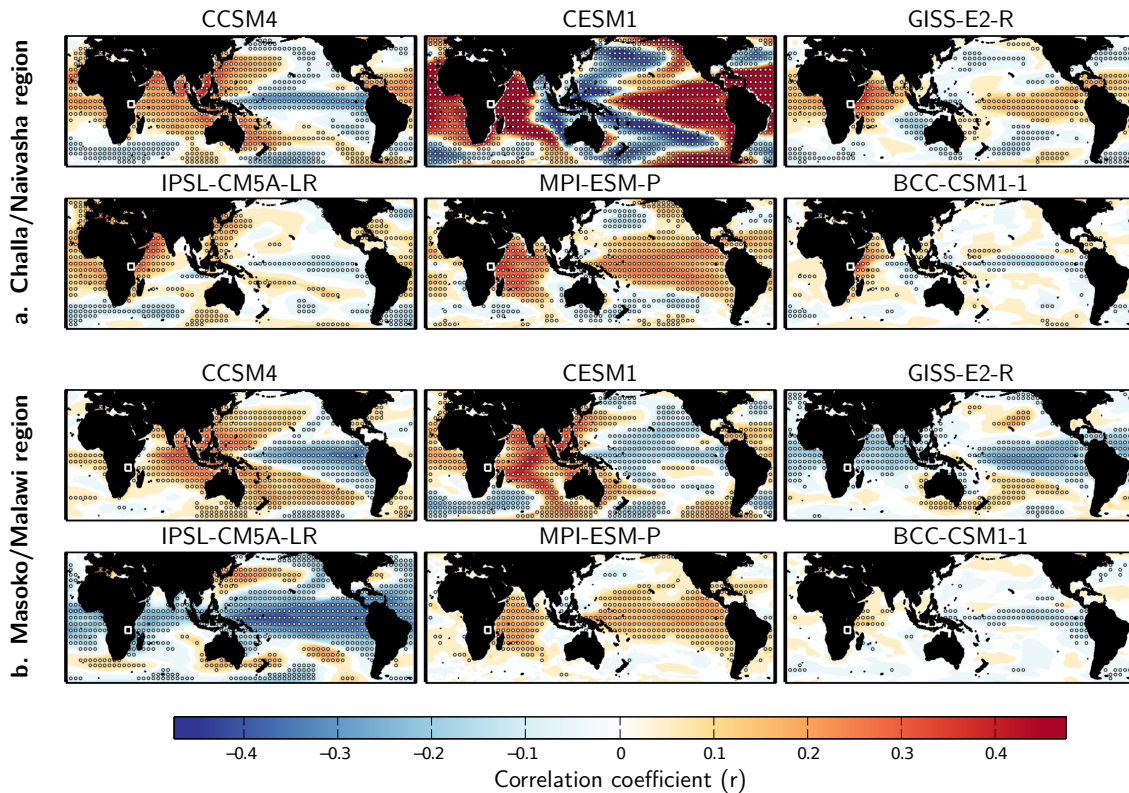 CCSM4 CESM1 GISS-E2-R
a. Challa/Naivasha region
IPSL-CM5A-LR MPI-ESM-P BCC-CSM1-1
CCSM4 CESM1 GISS-E2-R
b. Masoko/Malawi region
IPSL-CM5A-LR MPI-ESM-P BCC-CSM1-1
−0.4 −0.3 −0.2 −0.1 0 0.1 0.2 0.3 0.4
Correlation coefficient (r)